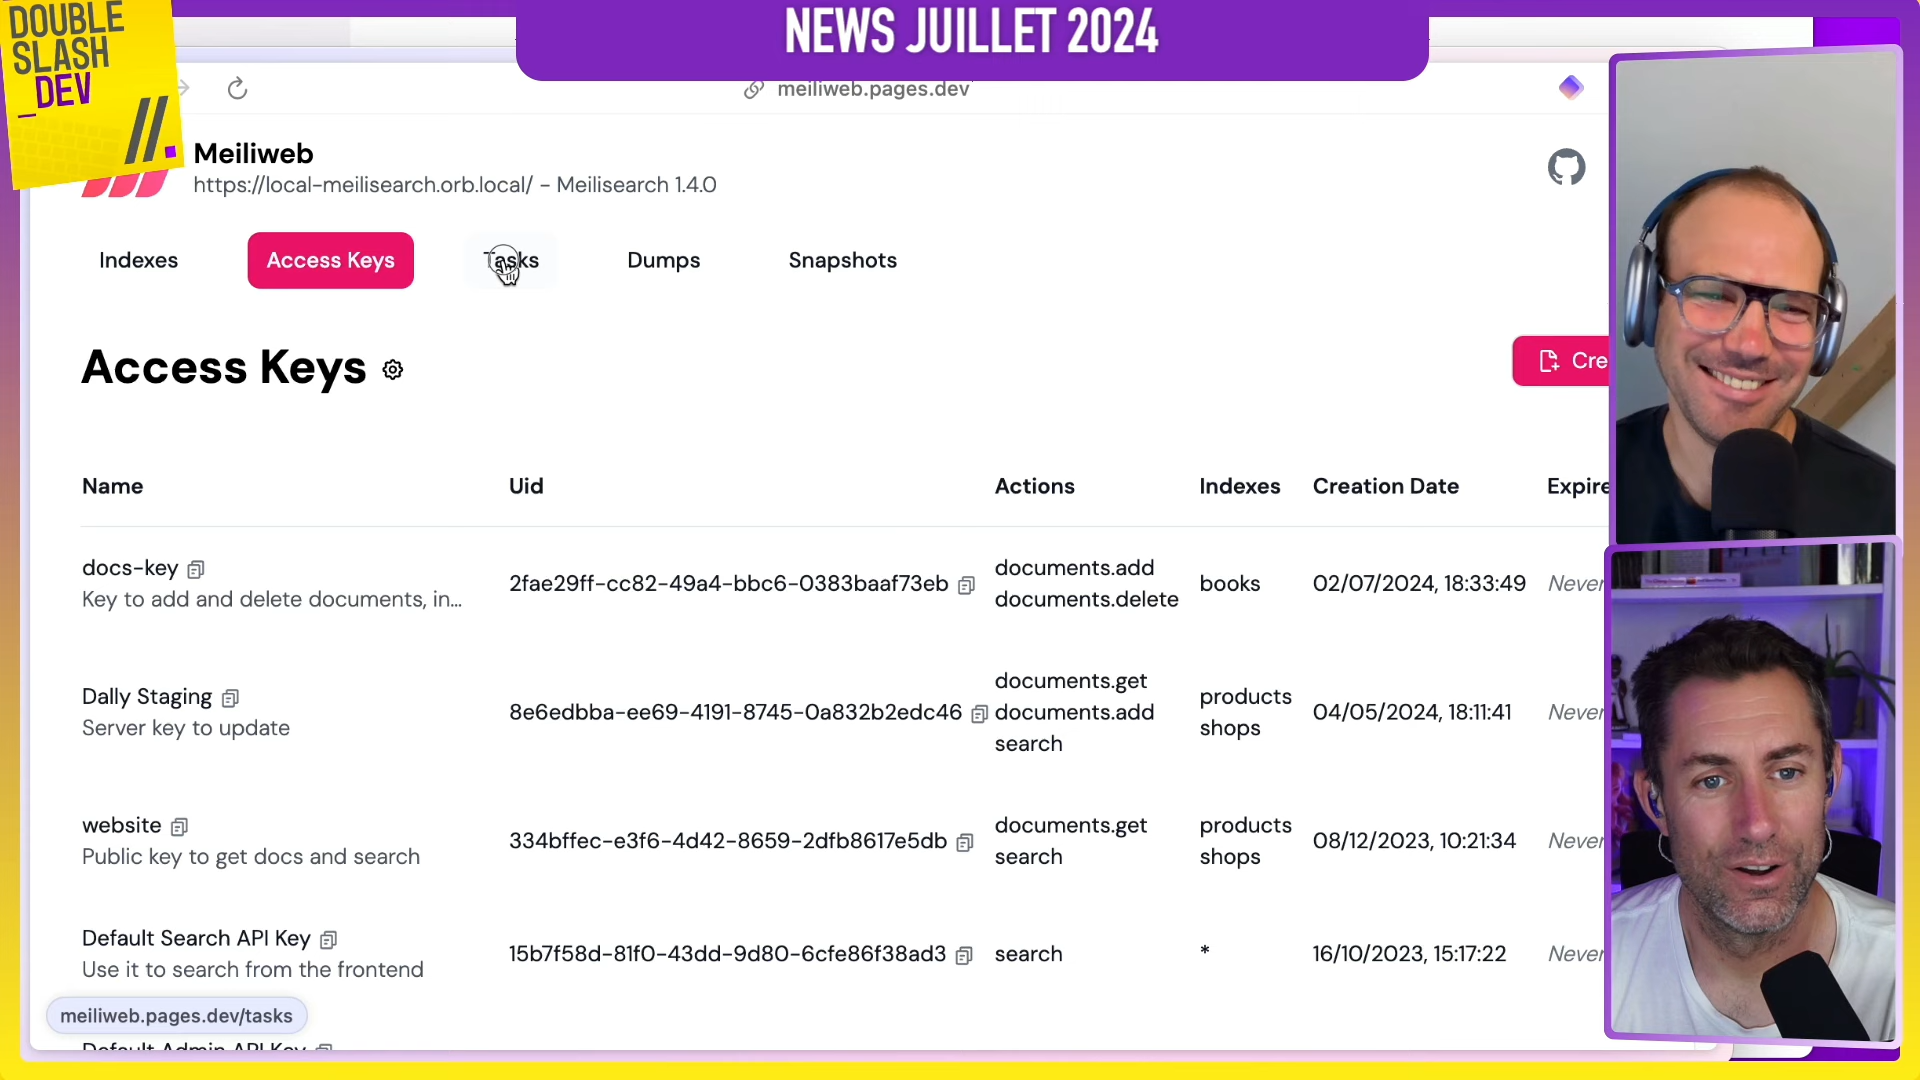 DOUBLE
SLASH
_DEV
//.
NEWS JUILLET 2024
meiliweb.pages.dev
Meiliweb
https://local-meilisearch.orb.local/ - Meilisearch 1.4.0
Indexes
Access Keys
Tasks
Dumps
Snapshots
Access Keys
Cre
Name
Uid
Actions
Indexes
Creation Date
Expire
docs-key
Key to add and delete documents, in...
2fae29ff-cc82-49a4-bbc6-0383baaf73eb
documents.add
documents.delete
books
02/07/2024, 18:33:49
Never
Dally Staging
Server key to update
8e6edbba-ee69-4191-8745-0a832b2edc46
documents.get
documents.add
search
products
shops
04/05/2024, 18:11:41
Never
website
Public key to get docs and search
334bffec-e3f6-4d42-8659-2dfb8617e5db
documents.get
search
products
shops
08/12/2023, 10:21:34
Never
Default Search API Key
Use it to search from the frontend
15b7f58d-81f0-43dd-9d80-6cfe86f38ad3
search
*
16/10/2023, 15:17:22
Never
meiliweb.pages.dev/tasks
Default Admin API Key